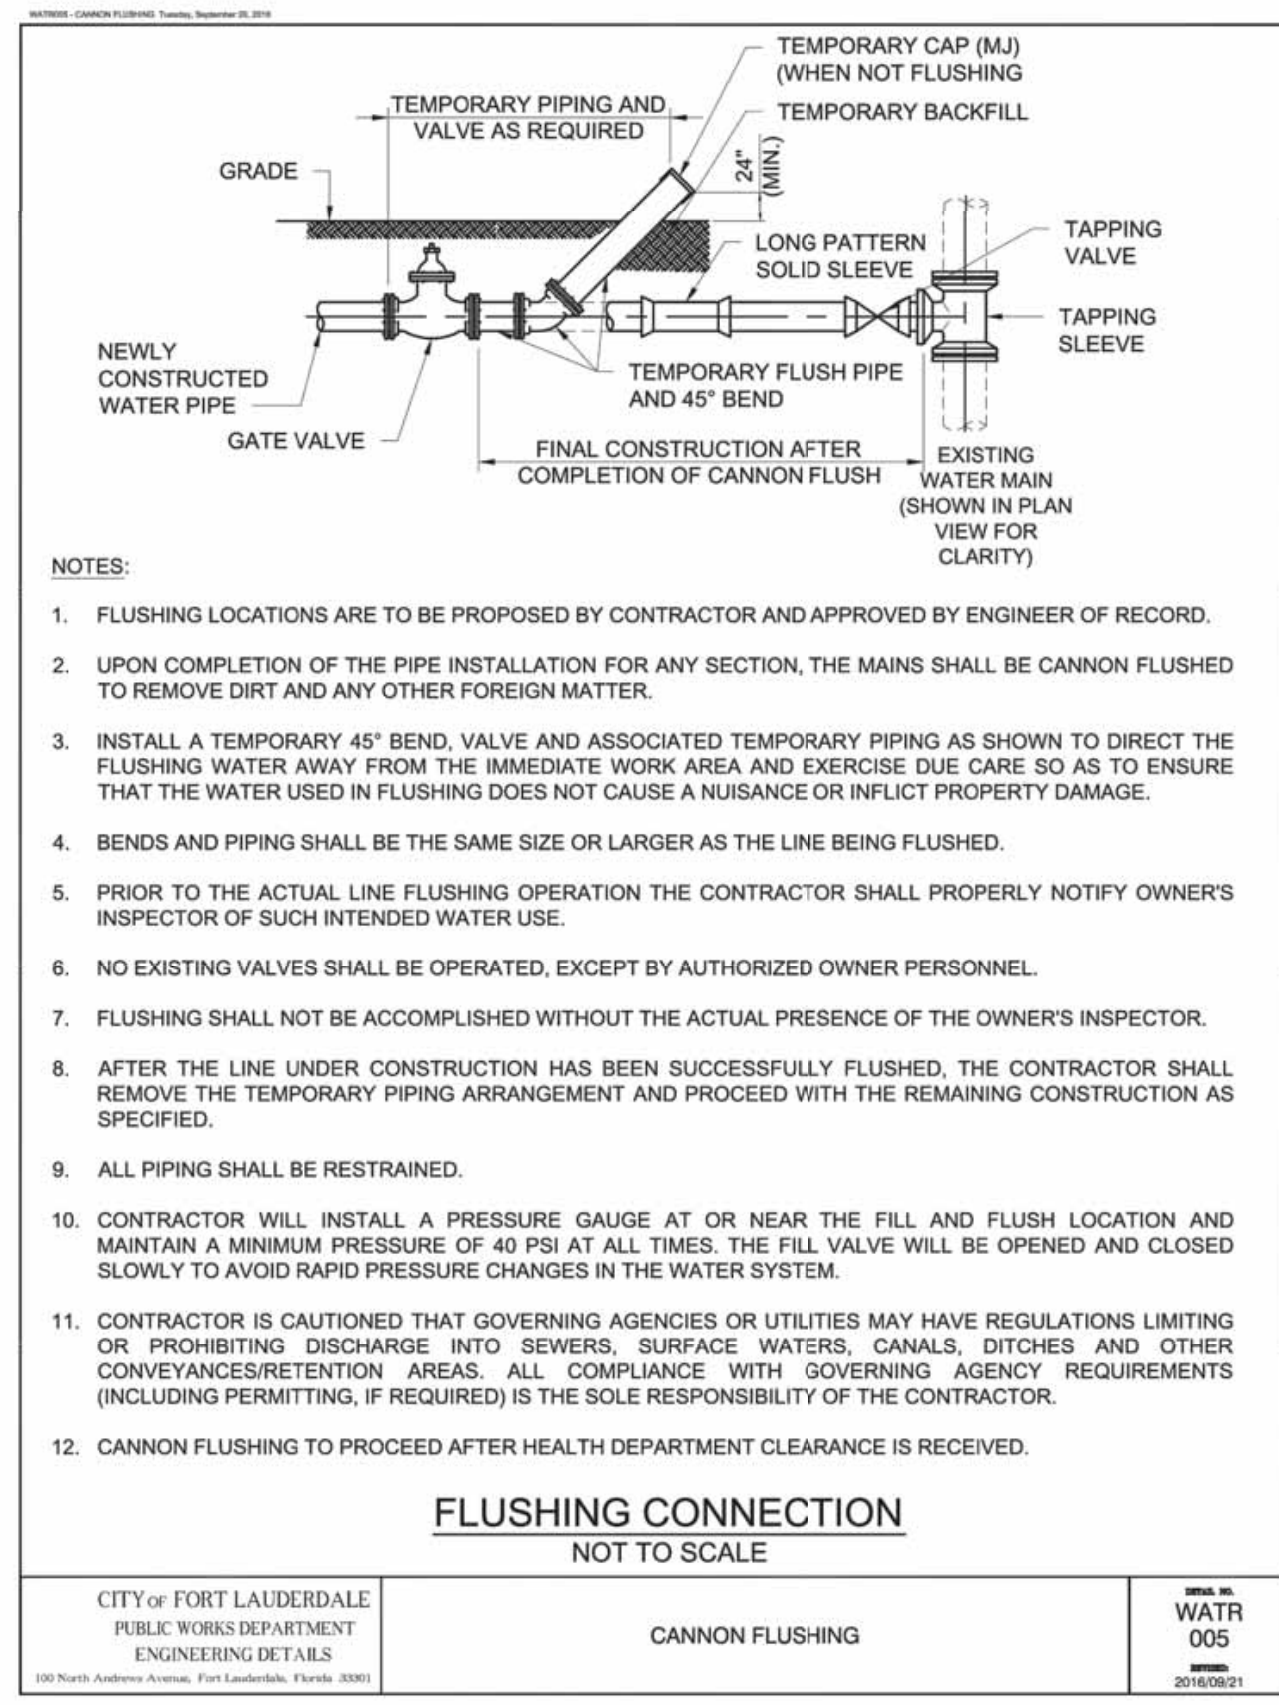 WATR005 - CANNON FLUSHING Tuesday, September 20, 2016
TEMPORARY CAP (MJ)
(WHEN NOT FLUSHING
TEMPORARY BACKFILL
TEMPORARY PIPING AND
VALVE AS REQUIRED
24"
(MIN.)
GRADE
LONG PATTERN
SOLID SLEEVE
TAPPING
VALVE
TAPPING
SLEEVE
NEWLY
CONSTRUCTED
WATER PIPE
TEMPORARY FLUSH PIPE
AND 45° BEND
GATE VALVE
FINAL CONSTRUCTION AFTER
COMPLETION OF CANNON FLUSH
EXISTING
WATER MAIN
(SHOWN IN PLAN
VIEW FOR
CLARITY)
NOTES:
1. FLUSHING LOCATIONS ARE TO BE PROPOSED BY CONTRACTOR AND APPROVED BY ENGINEER OF RECORD.
2. UPON COMPLETION OF THE PIPE INSTALLATION FOR ANY SECTION, THE MAINS SHALL BE CANNON FLUSHED
TO REMOVE DIRT AND ANY OTHER FOREIGN MATTER.
3. INSTALL A TEMPORARY 45° BEND, VALVE AND ASSOCIATED TEMPORARY PIPING AS SHOWN TO DIRECT THE
FLUSHING WATER AWAY FROM THE IMMEDIATE WORK AREA AND EXERCISE DUE CARE SO AS TO ENSURE
THAT THE WATER USED IN FLUSHING DOES NOT CAUSE A NUISANCE OR INFLICT PROPERTY DAMAGE.
4. BENDS AND PIPING SHALL BE THE SAME SIZE OR LARGER AS THE LINE BEING FLUSHED.
5. PRIOR TO THE ACTUAL LINE FLUSHING OPERATION THE CONTRACTOR SHALL PROPERLY NOTIFY OWNER'S
INSPECTOR OF SUCH INTENDED WATER USE.
6. NO EXISTING VALVES SHALL BE OPERATED, EXCEPT BY AUTHORIZED OWNER PERSONNEL.
7. FLUSHING SHALL NOT BE ACCOMPLISHED WITHOUT THE ACTUAL PRESENCE OF THE OWNER'S INSPECTOR.
8. AFTER THE LINE UNDER CONSTRUCTION HAS BEEN SUCCESSFULLY FLUSHED, THE CONTRACTOR SHALL
REMOVE THE TEMPORARY PIPING ARRANGEMENT AND PROCEED WITH THE REMAINING CONSTRUCTION AS
SPECIFIED.
9. ALL PIPING SHALL BE RESTRAINED.
10. CONTRACTOR WILL INSTALL A PRESSURE GAUGE AT OR NEAR THE FILL AND FLUSH LOCATION AND
MAINTAIN A MINIMUM PRESSURE OF 40 PSI AT ALL TIMES. THE FILL VALVE WILL BE OPENED AND CLOSED
SLOWLY TO AVOID RAPID PRESSURE CHANGES IN THE WATER SYSTEM.
11. CONTRACTOR IS CAUTIONED THAT GOVERNING AGENCIES OR UTILITIES MAY HAVE REGULATIONS LIMITING
OR PROHIBITING DISCHARGE INTO SEWERS, SURFACE WATERS, CANALS, DITCHES AND OTHER
CONVEYANCES/RETENTION AREAS. ALL COMPLIANCE WITH GOVERNING AGENCY REQUIREMENTS
(INCLUDING PERMITTING, IF REQUIRED) IS THE SOLE RESPONSIBILITY OF THE CONTRACTOR.
12. CANNON FLUSHING TO PROCEED AFTER HEALTH DEPARTMENT CLEARANCE IS RECEIVED.
FLUSHING CONNECTION
NOT TO SCALE
CITY OF FORT LAUDERDALE
PUBLIC WORKS DEPARTMENT
ENGINEERING DETAILS
100 North Andrews Avenue, Fort Lauderdale, Florida 33301
CANNON FLUSHING
DETAIL NO.
WATR
005
REVISED:
2016/09/21